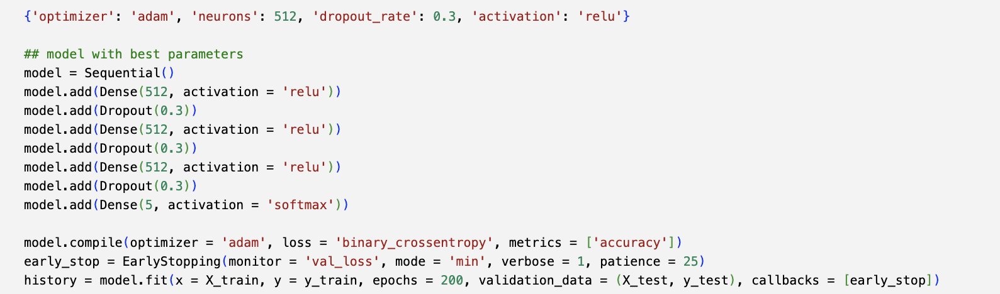 {'optimizer': 'adam', 'neurons': 512, 'dropout_rate': 0.3, 'activation': 'relu'}
## model with best parameters
model = Sequential()
model.add(Dense(512, activation = 'relu'))
model.add(Dropout(0.3))
model.add(Dense(512, activation = 'relu'))
model.add(Dropout(0.3))
model.add(Dense(512, activation = 'relu'))
model.add(Dropout(0.3))
model.add(Dense(5, activation = 'softmax'))
model.compile(optimizer = 'adam', loss = 'binary_crossentropy', metrics = ['accuracy'])
early_stop = EarlyStopping(monitor = 'val_loss', mode = 'min', verbose = 1, patience = 25)
history = model.fit(x = X_train, y = y_train, epochs = 200, validation_data = (X_test, y_test), callbacks = [early_stop])